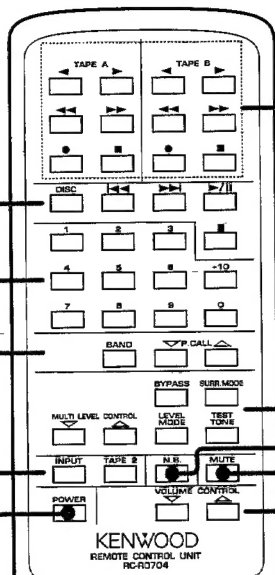 TAPE A TAPE B
DISC
1 2 3
4 5 6 +10
7 8 9 0
BAND P.CALL
BYPASS SURR.MODE
MULTI LEVEL CONTROL LEVEL MODE TEST TONE
INPUT TAPE 2 N.B. MUTE
POWER VOLUME CONTROL
KENWOOD
REMOTE CONTROL UNIT
RC-R0704